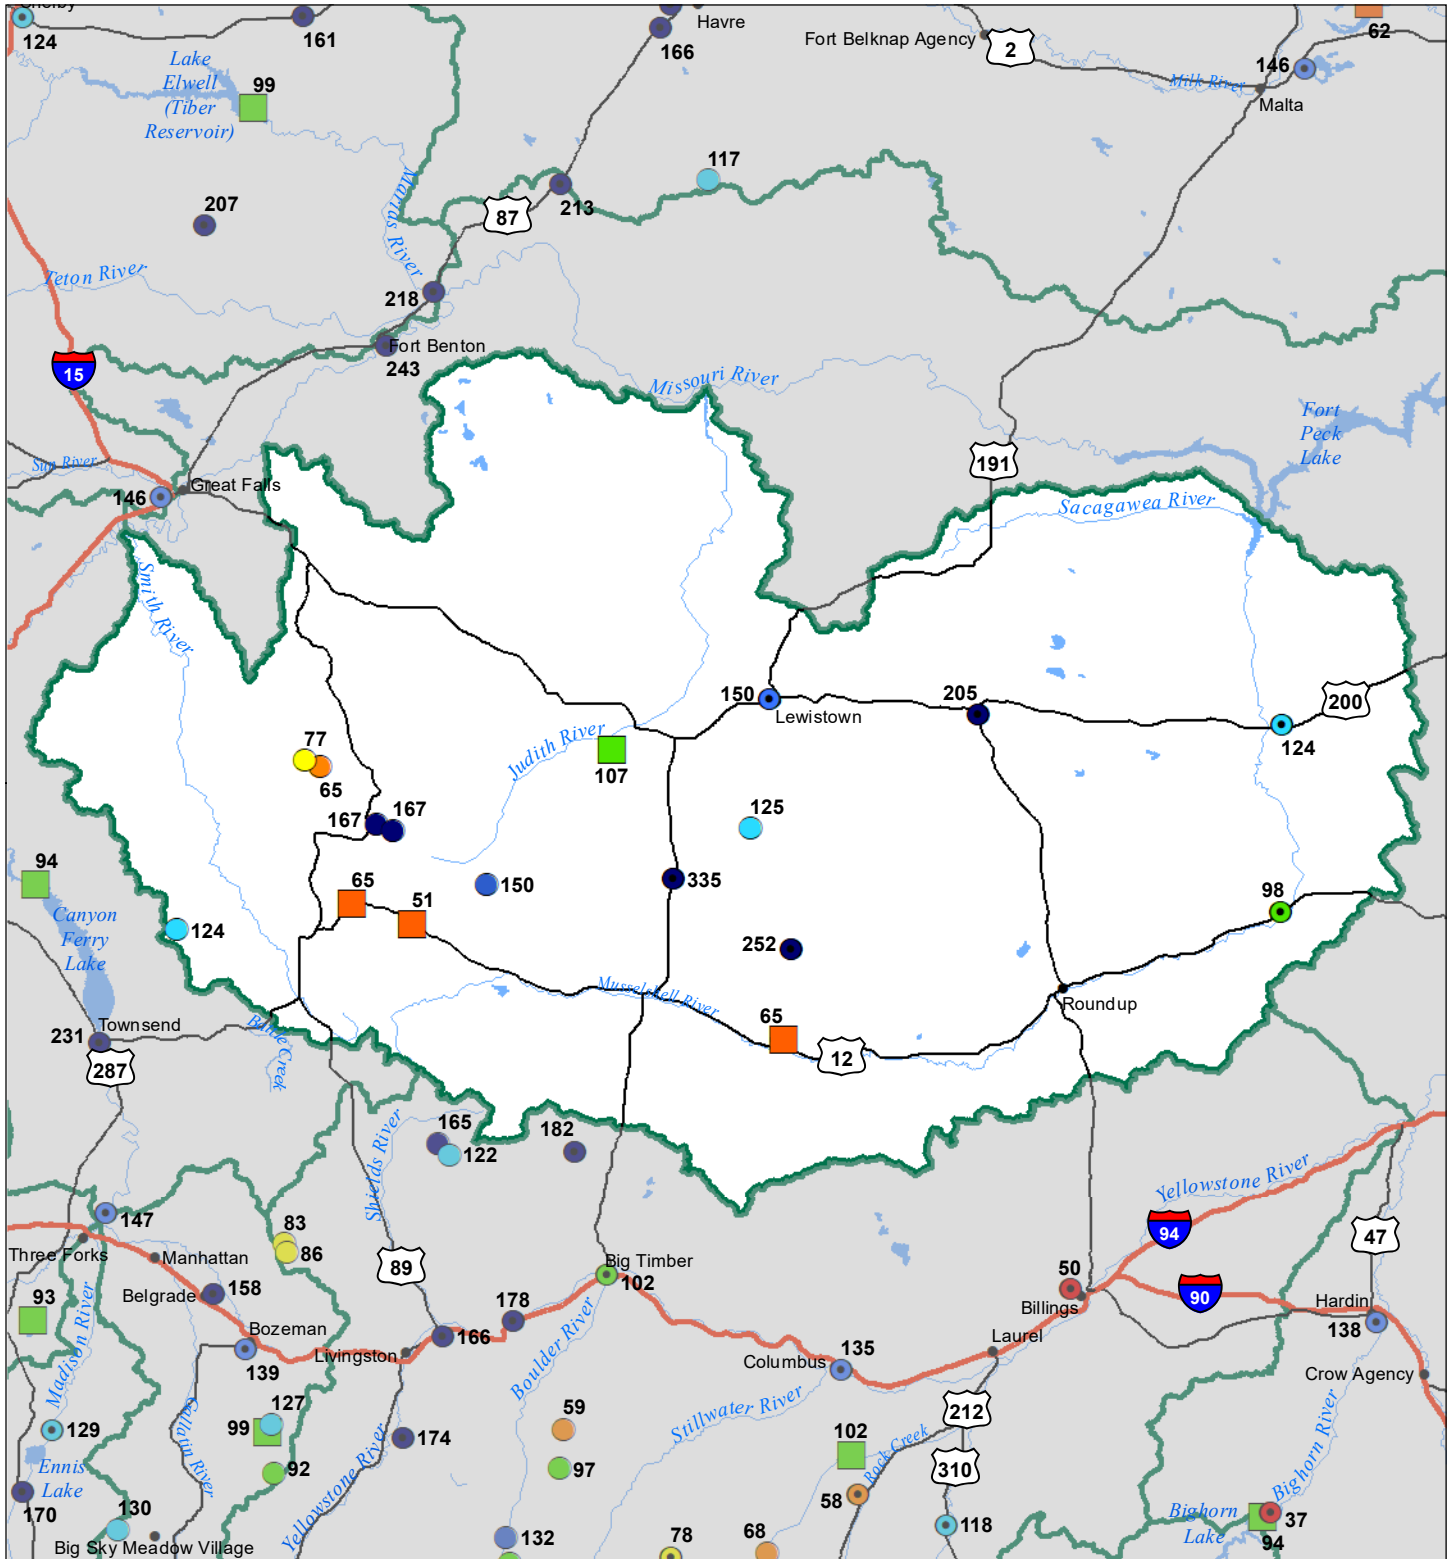 Shelby
124
161
Havre
166
Fort Belknap Agency
2
62
146
Milk River
Malta
Lake
Elwell
(Tiber
Reservoir)
99
117
Marias River
207
87
213
Teton River
218
Fort Benton
243
15
Missouri River
Fort
Peck
Lake
Sun River
191
Great Falls
146
Sacagawea River
Smith River
150
Lewistown
205
200
124
77
65
Judith River
107
167
167
125
94
65
51
150
335
98
Canyon
Ferry
Lake
124
252
Musselshell River
Roundup
65
12
Townsend
231
287
Battle Creek
165
122
182
Shields River
Yellowstone River
147
83
86
94
47
Three Forks
Manhattan
89
Big Timber
102
50
Billings
90
Hardin
138
93
Belgrade
158
178
Madison River
Bozeman
139
Livingston
166
Boulder River
Laurel
Columbus
135
Crow Agency
Stillwater River
212
127
99
59
129
Gallatin River
174
102
Rock Creek
310
Bighorn River
Ennis
Lake
92
97
170
Yellowstone River
58
130
Big Sky Meadow Village
132
78
68
118
Bighorn
Lake
37
94